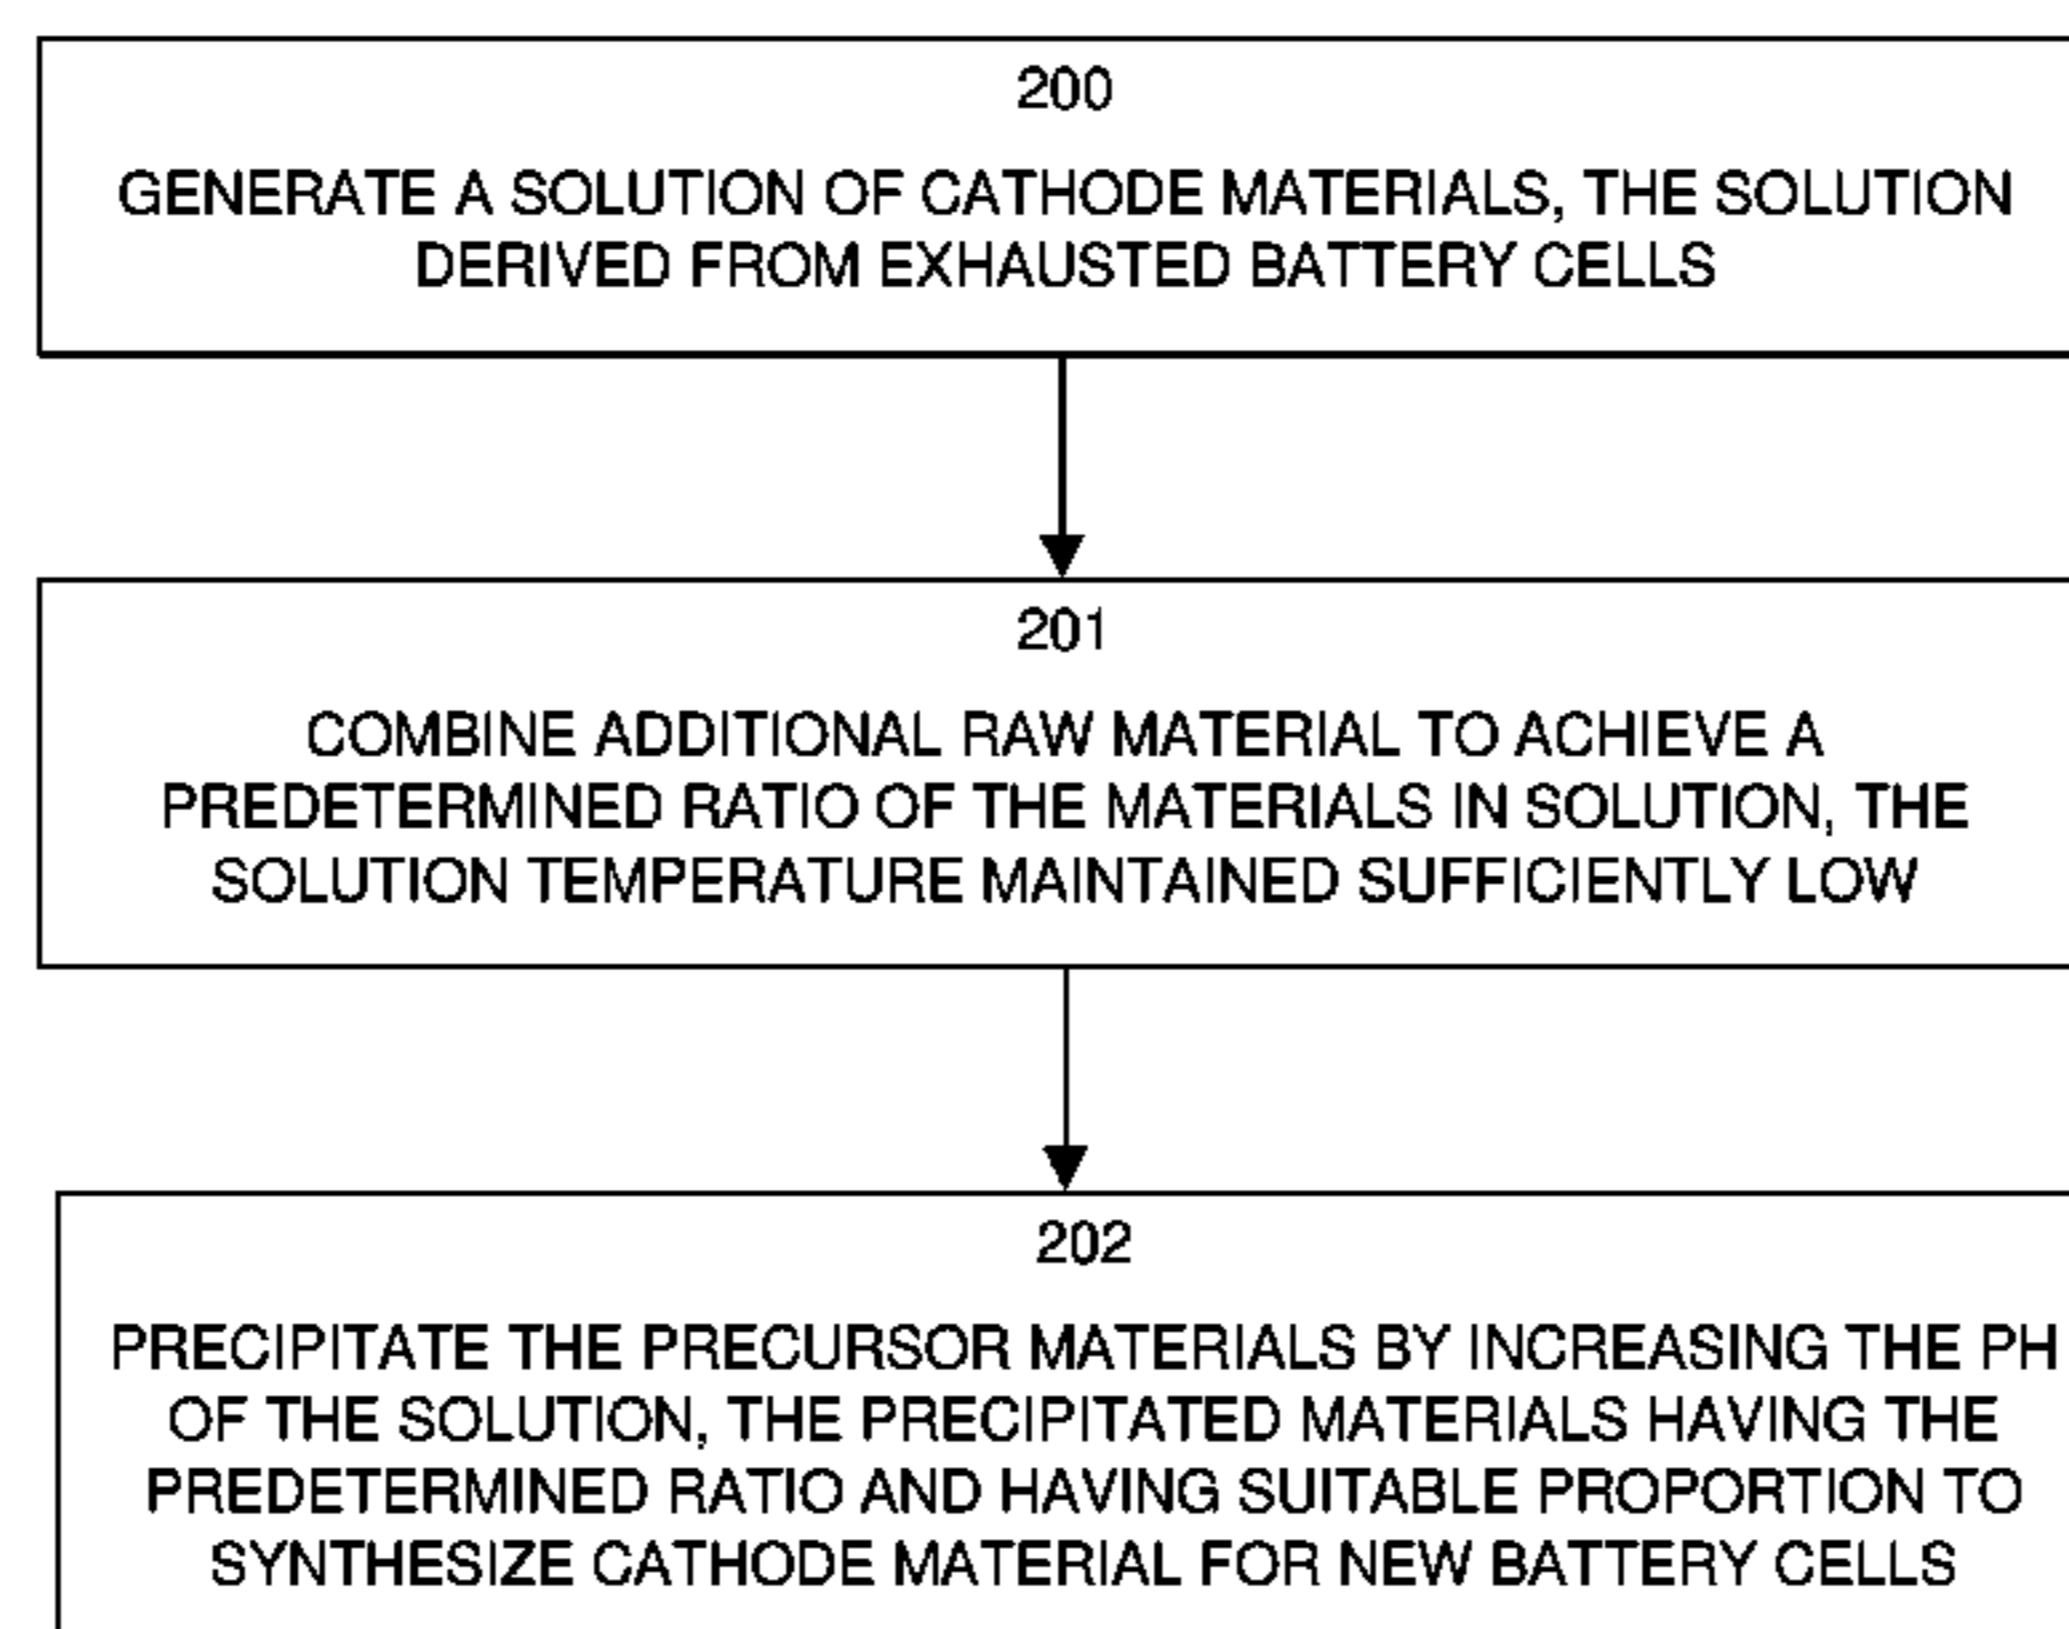 200
GENERATE A SOLUTION OF CATHODE MATERIALS, THE SOLUTION
DERIVED FROM EXHAUSTED BATTERY CELLS
201
COMBINE ADDITIONAL RAW MATERIAL TO ACHIEVE A
PREDETERMINED RATIO OF THE MATERIALS IN SOLUTION, THE
SOLUTION TEMPERATURE MAINTAINED SUFFICIENTLY LOW
202
PRECIPITATE THE PRECURSOR MATERIALS BY INCREASING THE PH
OF THE SOLUTION, THE PRECIPITATED MATERIALS HAVING THE
PREDETERMINED RATIO AND HAVING SUITABLE PROPORTION TO
SYNTHESIZE CATHODE MATERIAL FOR NEW BATTERY CELLS